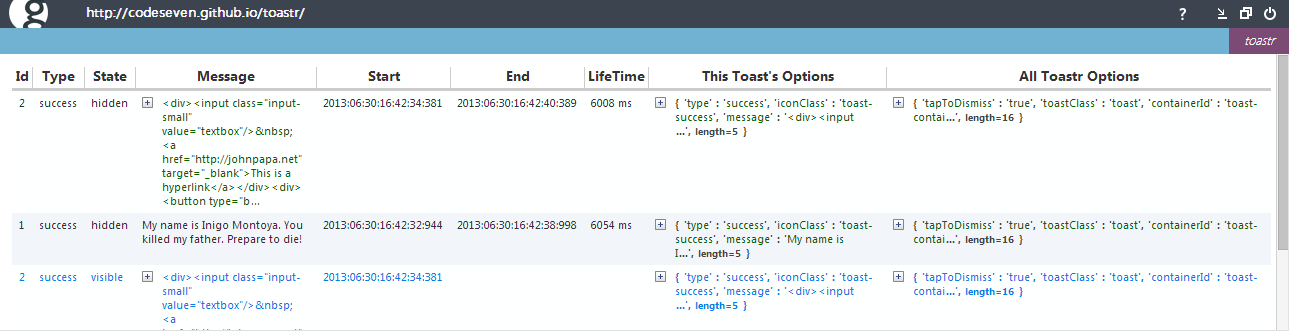 http://codeseven.github.io/toastr/
?
toastr
Id Type State Message Start End LifeTime This Toast's Options All Toastr Options
2 success hidden <div><input class="input- 2013:06:30:16:42:34:381 2013:06:30:16:42:40:389 6008 ms { 'type' : 'success', 'iconClass' : 'toast- { 'tapToDismiss' : 'true', 'toastClass' : 'toast', 'containerId' : 'toast-
small" success', 'message' : '<div><input contai...', length=16 }
value="textbox"/>&nbsp; ...', length=5 }
<a
href="http://johnpapa.net"
target="_blank">This is a
hyperlink</a></div><div>
<button type="b...
1 success hidden My name is Inigo Montoya. You 2013:06:30:16:42:32:944 2013:06:30:16:42:38:998 6054 ms { 'type' : 'success', 'iconClass' : 'toast- { 'tapToDismiss' : 'true', 'toastClass' : 'toast', 'containerId' : 'toast-
killed my father. Prepare to die! success', 'message' : 'My name is contai...', length=16 }
I...', length=5 }
2 success visible <div><input class="input- 2013:06:30:16:42:34:381 { 'type' : 'success', 'iconClass' : 'toast- { 'tapToDismiss' : 'true', 'toastClass' : 'toast', 'containerId' : 'toast-
small" success', 'message' : '<div><input contai...', length=16 }
value="textbox"/>&nbsp; ...', length=5 }
<a